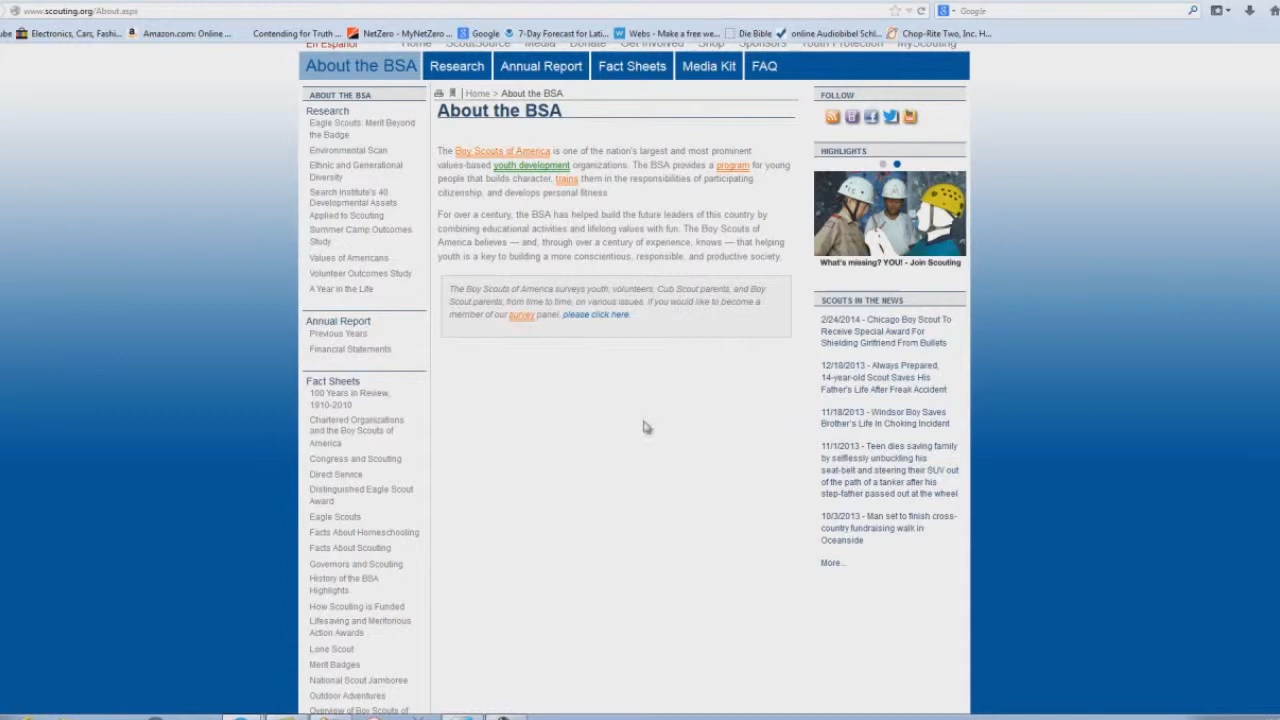 www.scouting.org/About.aspx
Google
Electronics, Cars, Fashi...
Amazon.com: Online ...
Contending for Truth ...
NetZero - MyNetZero ...
Google
7-Day Forecast for Lati...
Webs - Make a free we...
Die Bible
online Audiobibel Schl...
Chop-Rite Two, Inc. H...
En Español
Home ScoutSource Media Donate Get Involved Shop Sponsors Youth Protection MyScouting
About the BSA Research Annual Report Fact Sheets Media Kit FAQ
ABOUT THE BSA
Research
Eagle Scouts: Merit Beyond
the Badge
Environmental Scan
Ethnic and Generational
Diversity
Search Institute's 40
Developmental Assets
Applied to Scouting
Summer Camp Outcomes
Study
Values of Americans
Volunteer Outcomes Study
A Year in the Life
Annual Report
Previous Years
Financial Statements
Fact Sheets
100 Years in Review,
1910-2010
Chartered Organizations
and the Boy Scouts of
America
Congress and Scouting
Direct Service
Distinguished Eagle Scout
Award
Eagle Scouts
Facts About Homeschooling
Facts About Scouting
Governors and Scouting
History of the BSA
Highlights
How Scouting is Funded
Lifesaving and Meritorious
Action Awards
Lone Scout
Merit Badges
National Scout Jamboree
Outdoor Adventures
Overview of Boy Scouts of
Home > About the BSA
About the BSA
The Boy Scouts of America is one of the nation's largest and most prominent
values-based youth development organizations. The BSA provides a program for young
people that builds character, trains them in the responsibilities of participating
citizenship, and develops personal fitness
For over a century, the BSA has helped build the future leaders of this country by
combining educational activities and lifelong values with fun. The Boy Scouts of
America believes — and, through over a century of experience, knows — that helping
youth is a key to building a more conscientious, responsible, and productive society.
The Boy Scouts of America surveys youth, volunteers, Cub Scout parents, and Boy
Scout parents, from time to time, on various issues. If you would like to become a
member of our survey panel, please click here.
FOLLOW
HIGHLIGHTS
What's missing? YOU! - Join Scouting
SCOUTS IN THE NEWS
2/24/2014 - Chicago Boy Scout To
Receive Special Award For
Shielding Girlfriend From Bullets
12/18/2013 - Always Prepared,
14-year-old Scout Saves His
Father's Life After Freak Accident
11/18/2013 - Windsor Boy Saves
Brother's Life In Choking Incident
11/1/2013 - Teen dies saving family
by selflessly unbuckling his
seat-belt and steering their SUV out
of the path of a tanker after his
step-father passed out at the wheel
10/3/2013 - Man set to finish cross-
country fundraising walk in
Oceanside
More...